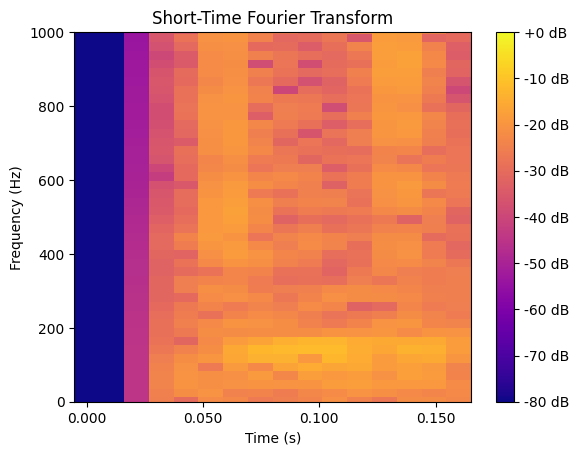 Short-Time Fourier Transform
Frequency (Hz)
1000
800
600
400
200
0
0.000
0.050
0.100
0.150
Time (s)
+0 dB
-10 dB
-20 dB
-30 dB
-40 dB
-50 dB
-60 dB
-70 dB
-80 dB